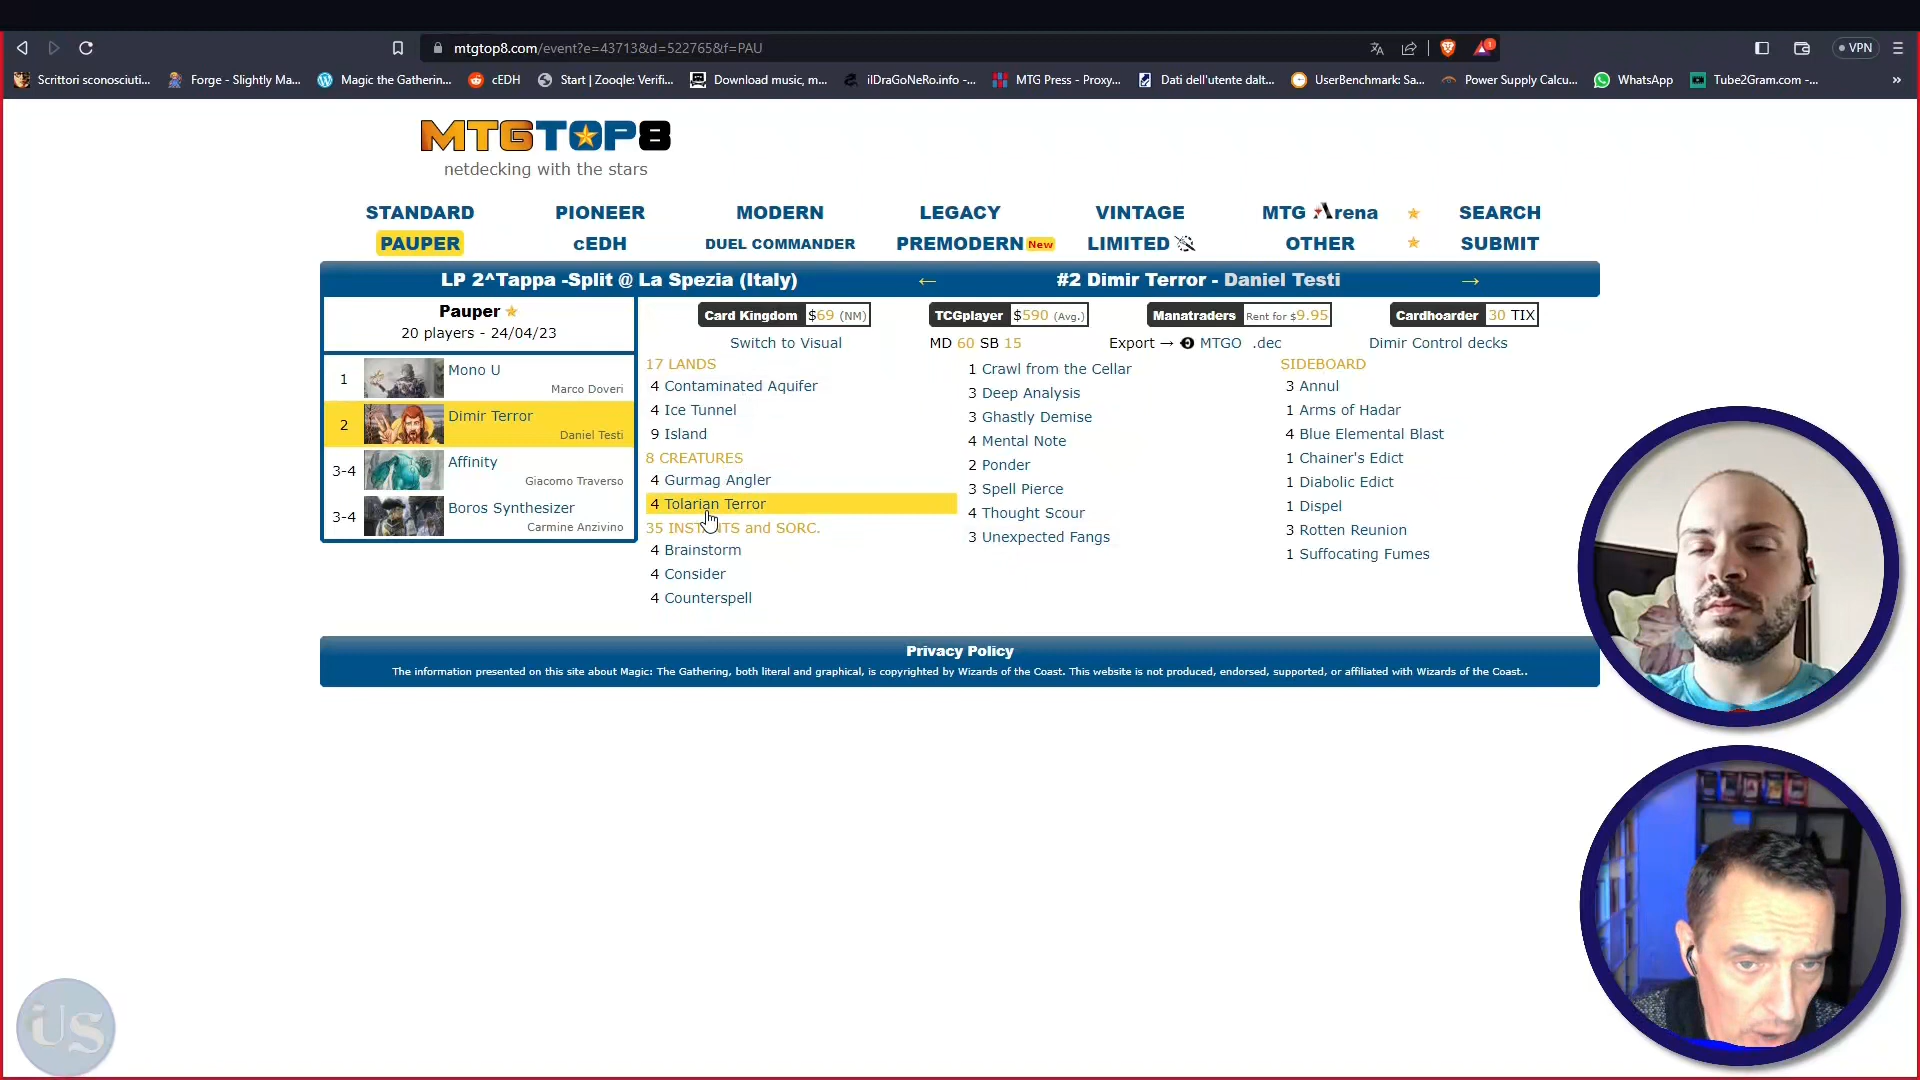 mtgtop8.com/event?e=43713&d=522765&f=PAU
1
VPN
Scrittori sconosciuti...
Forge - Slightly Ma...
Magic the Gatherin...
cEDH
Start | Zooqle: Verifi...
Download music, m...
ilDraGoNeRo.info -...
MTG Press - Proxy...
Dati dell'utente dalt...
UserBenchmark: Sa...
Power Supply Calcu...
WhatsApp
Tube2Gram.com -...
»
MTGTOP8
netdecking with the stars
STANDARD
PIONEER
MODERN
LEGACY
VINTAGE
MTG Arena
SEARCH
PAUPER
cEDH
DUEL COMMANDER
PREMODERN New
LIMITED
OTHER
SUBMIT
LP 2^Tappa -Split @ La Spezia (Italy)
←
#2 Dimir Terror - Daniel Testi
→
Pauper
20 players - 24/04/23
1
Mono U
Marco Doveri
2
Dimir Terror
Daniel Testi
3-4
Affinity
Giacomo Traverso
3-4
Boros Synthesizer
Carmine Anzivino
Card Kingdom $69 (NM)
TCGplayer $590 (Avg.)
Manatraders Rent for $9.95
Cardhoarder 30 TIX
Switch to Visual
MD 60 SB 15
Export → MTGO .dec
Dimir Control decks
17 LANDS
4 Contaminated Aquifer
4 Ice Tunnel
9 Island
8 CREATURES
4 Gurmag Angler
4 Tolarian Terror
35 INSTANTS and SORC.
4 Brainstorm
4 Consider
4 Counterspell
1 Crawl from the Cellar
3 Deep Analysis
3 Ghastly Demise
4 Mental Note
2 Ponder
3 Spell Pierce
4 Thought Scour
3 Unexpected Fangs
SIDEBOARD
3 Annul
1 Arms of Hadar
4 Blue Elemental Blast
1 Chainer's Edict
1 Diabolic Edict
1 Dispel
3 Rotten Reunion
1 Suffocating Fumes
Privacy Policy
The information presented on this site about Magic: The Gathering, both literal and graphical, is copyrighted by Wizards of the Coast. This website is not produced, endorsed, supported, or affiliated with Wizards of the Coast..
US